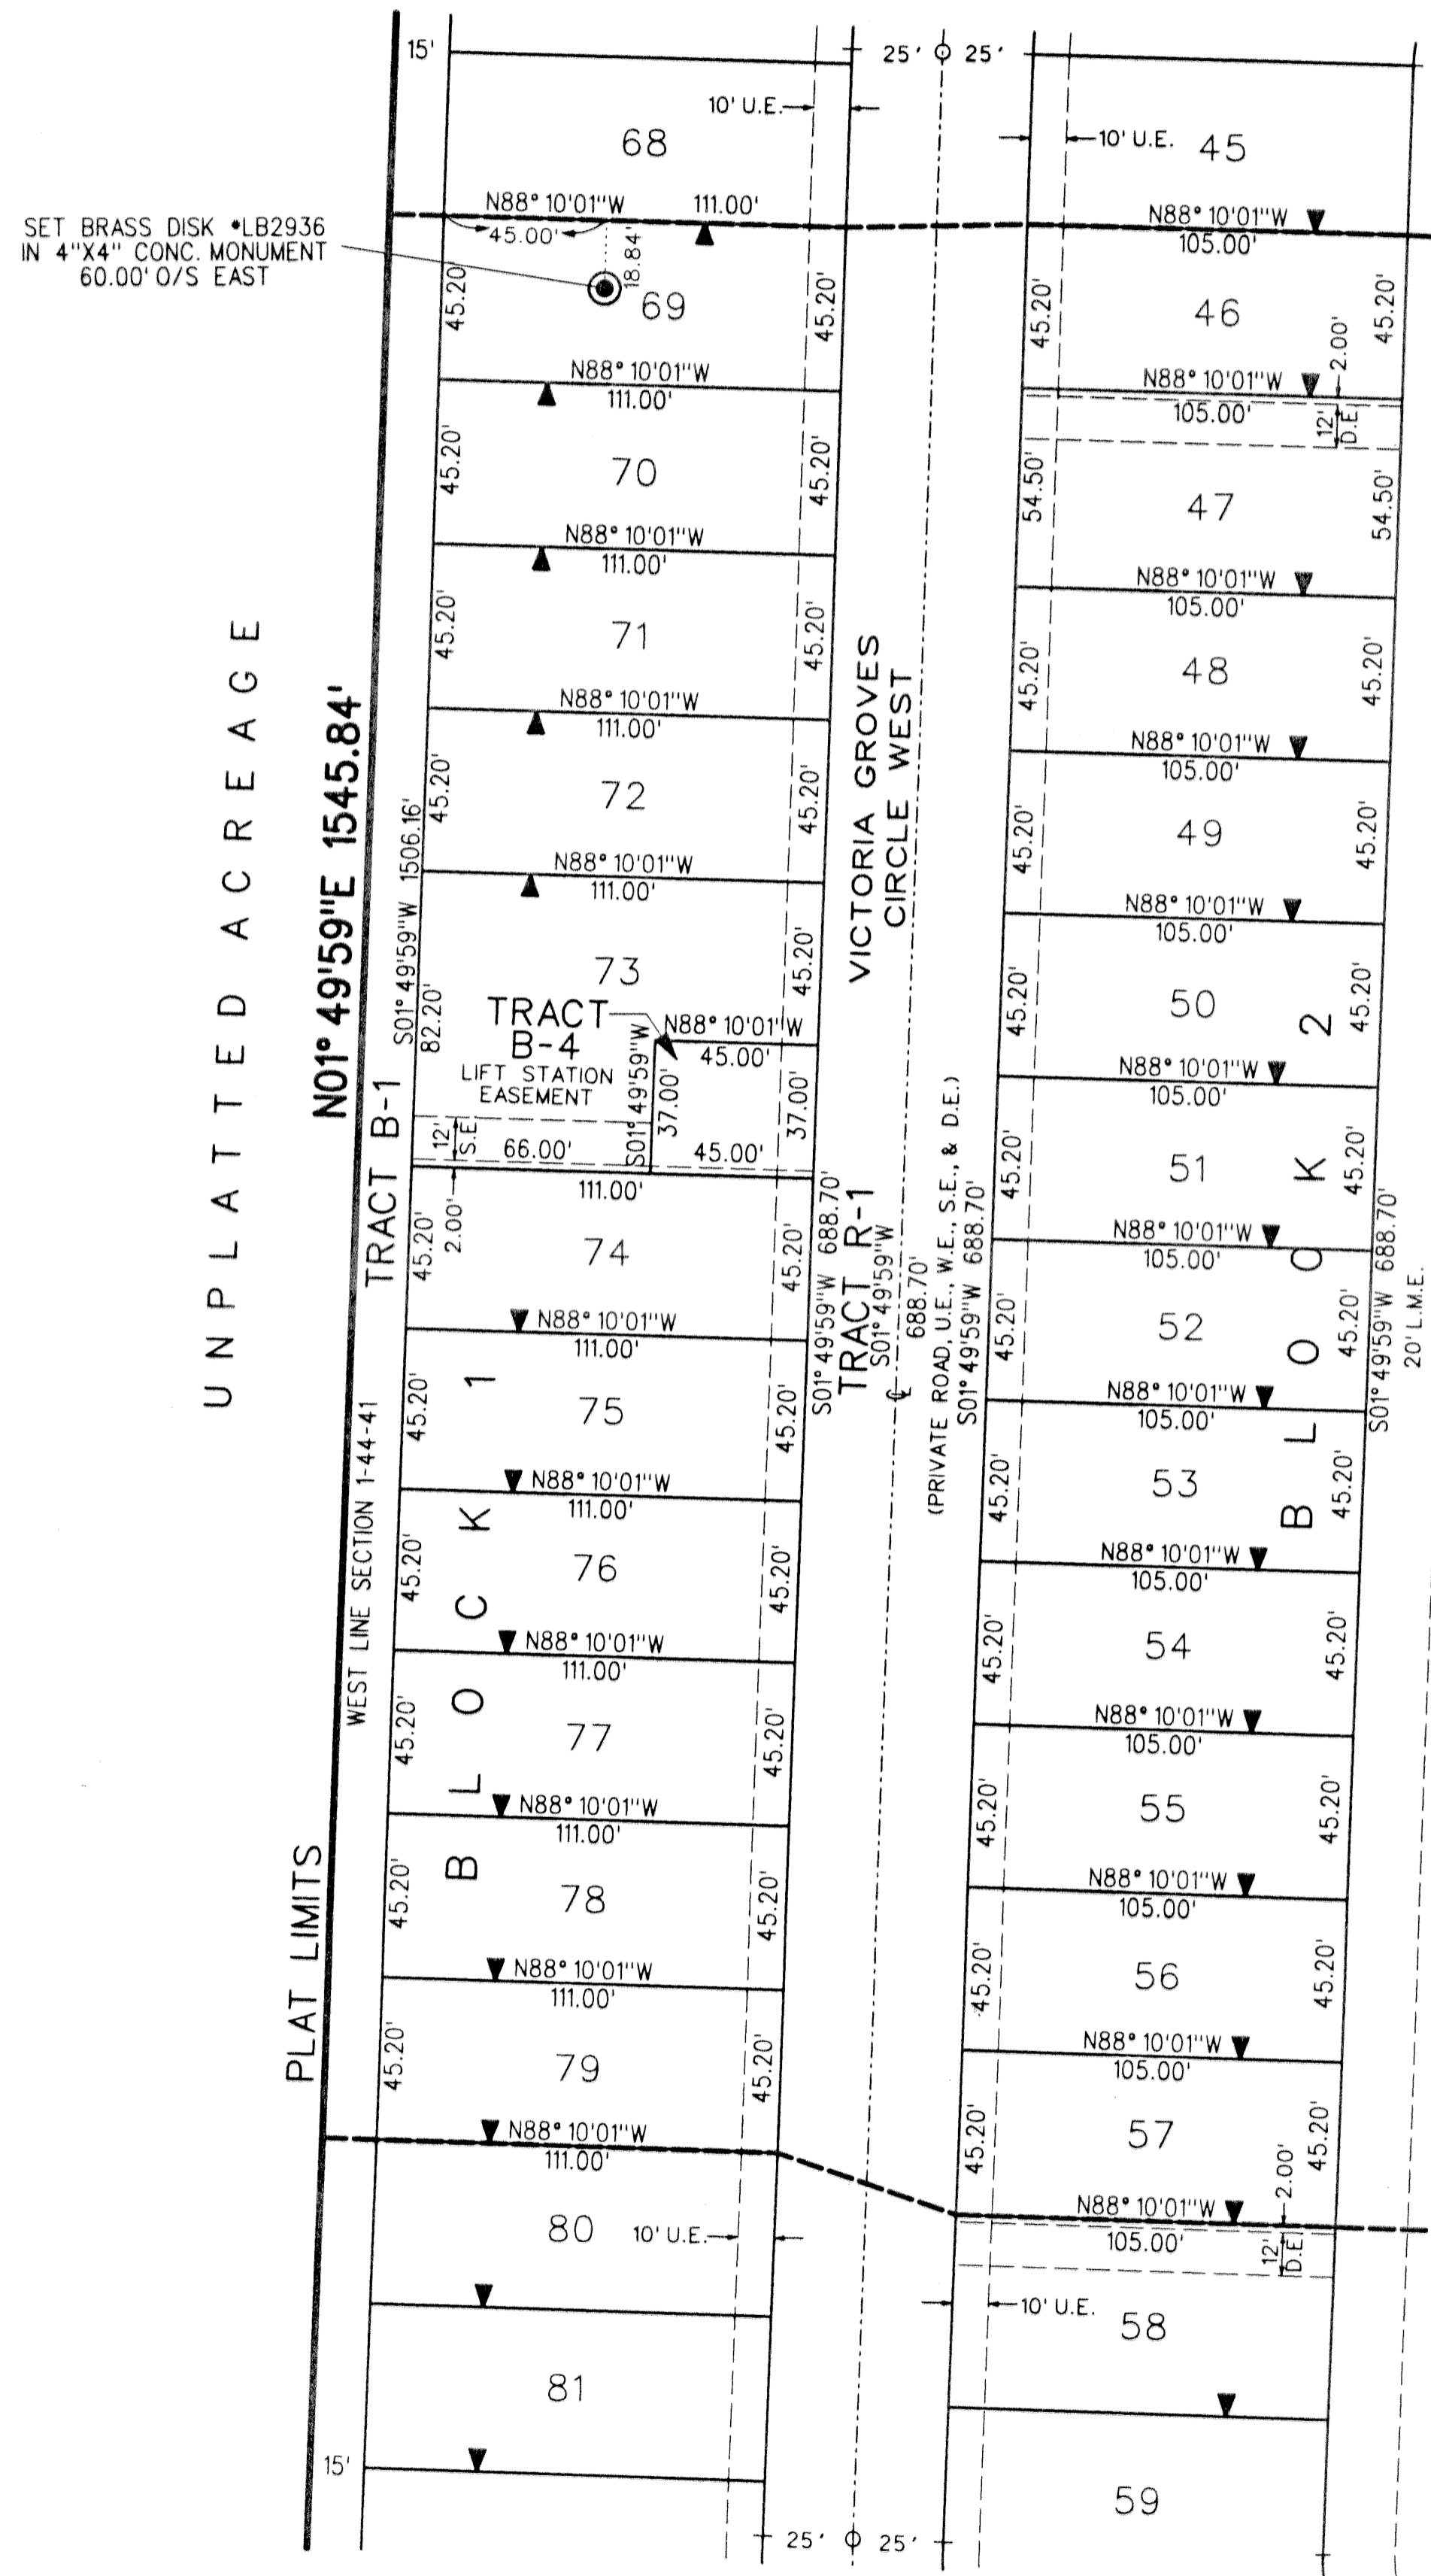 15'
25' 25'
10' U.E.
68
10' U.E. 45
N88° 10'01"W 111.00'
N88° 10'01"W
105.00'
SET BRASS DISK •LB2936
IN 4"X4" CONC. MONUMENT
60.00' O/S EAST
45.00'
18.84'
45.20'
69
45.20'
45.20'
46
45.20'
N88° 10'01"W
111.00'
N88° 10'01"W
105.00'
2.00'
12'
D.E.
45.20'
70
45.20'
54.50'
47
54.50'
N88° 10'01"W
111.00'
N88° 10'01"W
105.00'
45.20'
71
45.20'
45.20'
48
45.20'
N88° 10'01"W
111.00'
N88° 10'01"W
105.00'
45.20'
72
45.20'
45.20'
49
45.20'
N88° 10'01"W
111.00'
N88° 10'01"W
105.00'
UNPLATTED ACREAGE
N01° 49'59"E 1545.84'
S01° 49'59"W 1506.16'
TRACT B-1
VICTORIA GROVES
CIRCLE WEST
82.20'
73
45.20'
45.20'
50
45.20'
TRACT
B-4
LIFT STATION
EASEMENT
N88° 10'01"W
45.00'
S01° 49'59"W
37.00'
37.00'
N88° 10'01"W
105.00'
12'
S.E.
66.00'
45.00'
111.00'
2.00'
45.20'
51
45.20'
N88° 10'01"W
105.00'
45.20'
74
45.20'
N88° 10'01"W
111.00'
S01° 49'59"W 688.70'
TRACT R-1
S01° 49'59"W
688.70'
℄
(PRIVATE ROAD, U.E., W.E., S.E., & D.E.)
S01° 49'59"W 688.70'
45.20'
52
45.20'
S01° 49'59"W 688.70'
20' L.M.E.
N88° 10'01"W
105.00'
BLOCK 1
BLOOK 2
WEST LINE SECTION 1-44-41
PLAT LIMITS
45.20'
75
45.20'
N88° 10'01"W
111.00'
45.20'
53
45.20'
N88° 10'01"W
105.00'
45.20'
76
45.20'
N88° 10'01"W
111.00'
45.20'
54
45.20'
N88° 10'01"W
105.00'
45.20'
77
45.20'
N88° 10'01"W
111.00'
45.20'
55
45.20'
N88° 10'01"W
105.00'
45.20'
78
45.20'
N88° 10'01"W
111.00'
45.20'
56
45.20'
N88° 10'01"W
105.00'
45.20'
79
45.20'
N88° 10'01"W
111.00'
45.20'
57
45.20'
N88° 10'01"W
105.00'
2.00'
12'
D.E.
80 10' U.E.
10' U.E.
58
81
15'
59
25' 25'